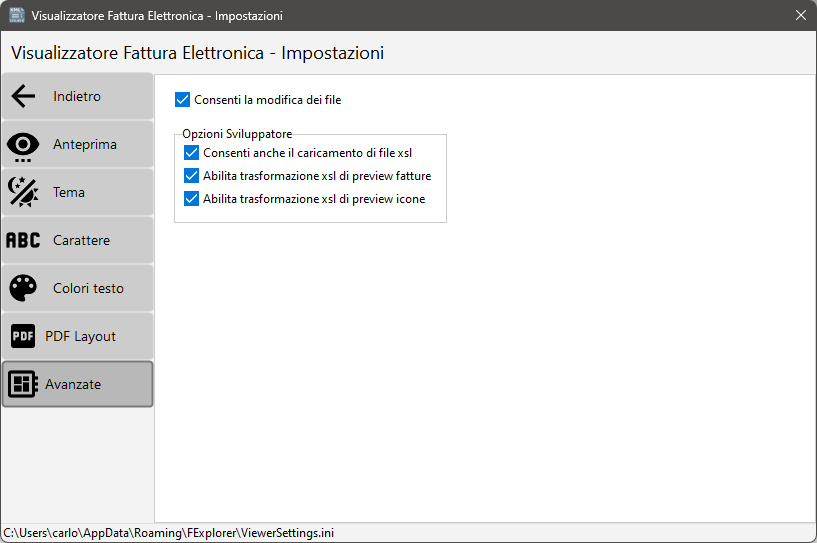 Visualizzatore Fattura Elettronica - Impostazioni
Visualizzatore Fattura Elettronica - Impostazioni
Indietro
Anteprima
Tema
ABC Carattere
Colori testo
PDF PDF Layout
Avanzate
Consenti la modifica dei file
Opzioni Sviluppatore
Consenti anche il caricamento di file xsl
Abilita trasformazione xsl di preview fatture
Abilita trasformazione xsl di preview icone
C:\Users\carlo\AppData\Roaming\FExplorer\ViewerSettings.ini